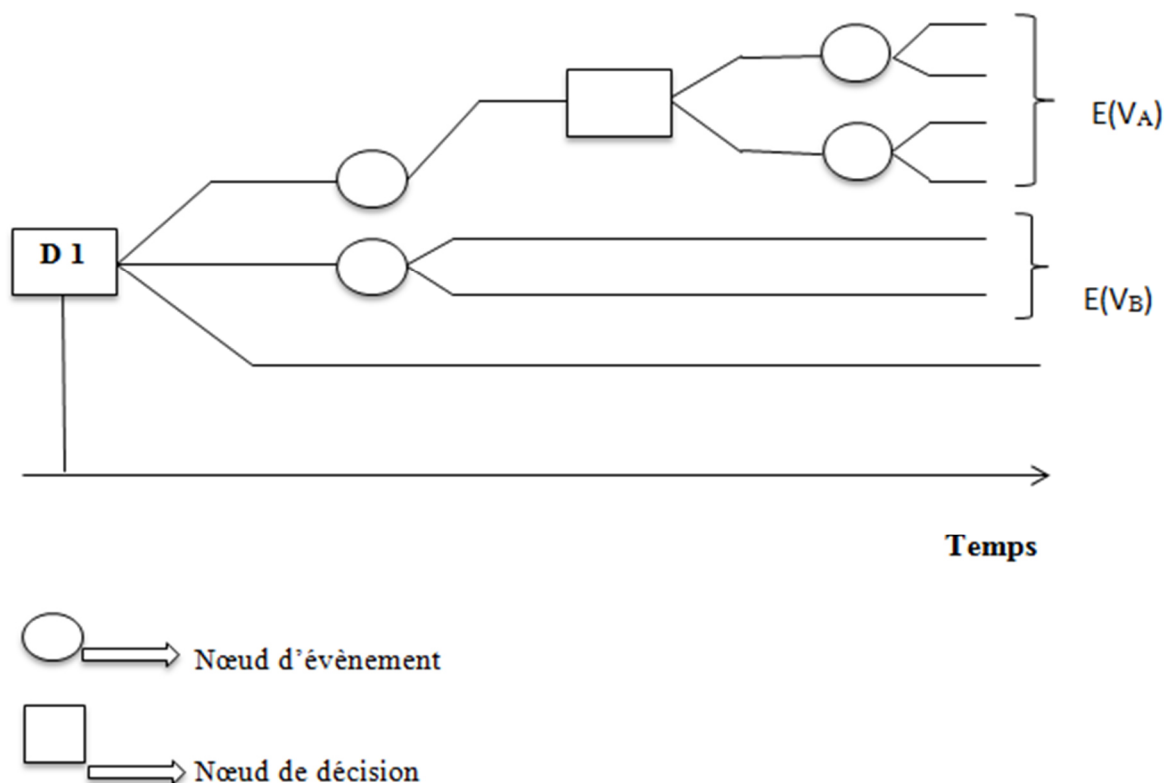 E(VA)
D 1
E(VB)
Temps
Nœud d’évènement
Nœud de décision